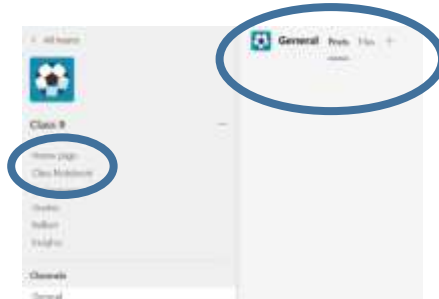 All teams
General Posts Files +
Class 9
Home page
Class Notebook
Grades
Reflect
Insights
Channels
General